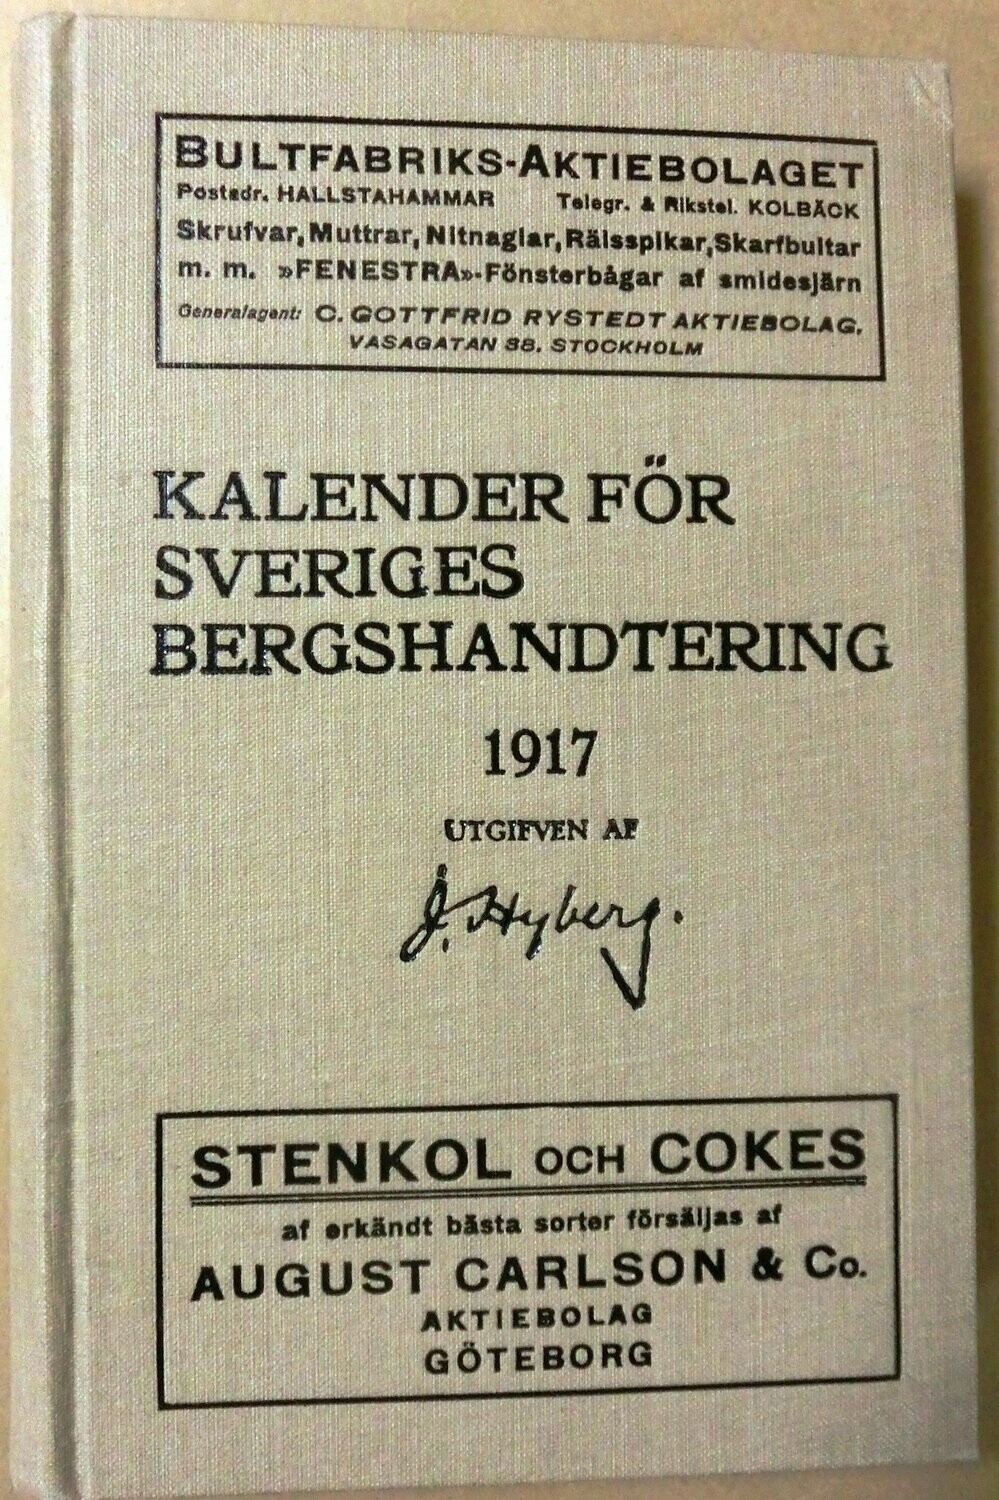 BULTFABRIKS-AKTIEBOLAGET
Postadr. HALLSTAHAMMAR Telegr. & Rikstel. KOLBÄCK
Skrufvar, Muttrar, Nitnaglar, Rälsspikar, Skarfbultar
m. m. »FENESTRA»-Fönsterbågar af smidesjärn
Generalagent: C. GOTTFRID RYSTEDT AKTIEBOLAG.
VASAGATAN 38. STOCKHOLM
KALENDER FÖR
SVERIGES
BERGSHANDTERING
1917
UTGIFVEN AF
J. Hyberg.
STENKOL OCH COKES
af erkändt bästa sorter försäljas af
AUGUST CARLSON & Co.
AKTIEBOLAG
GÖTEBORG